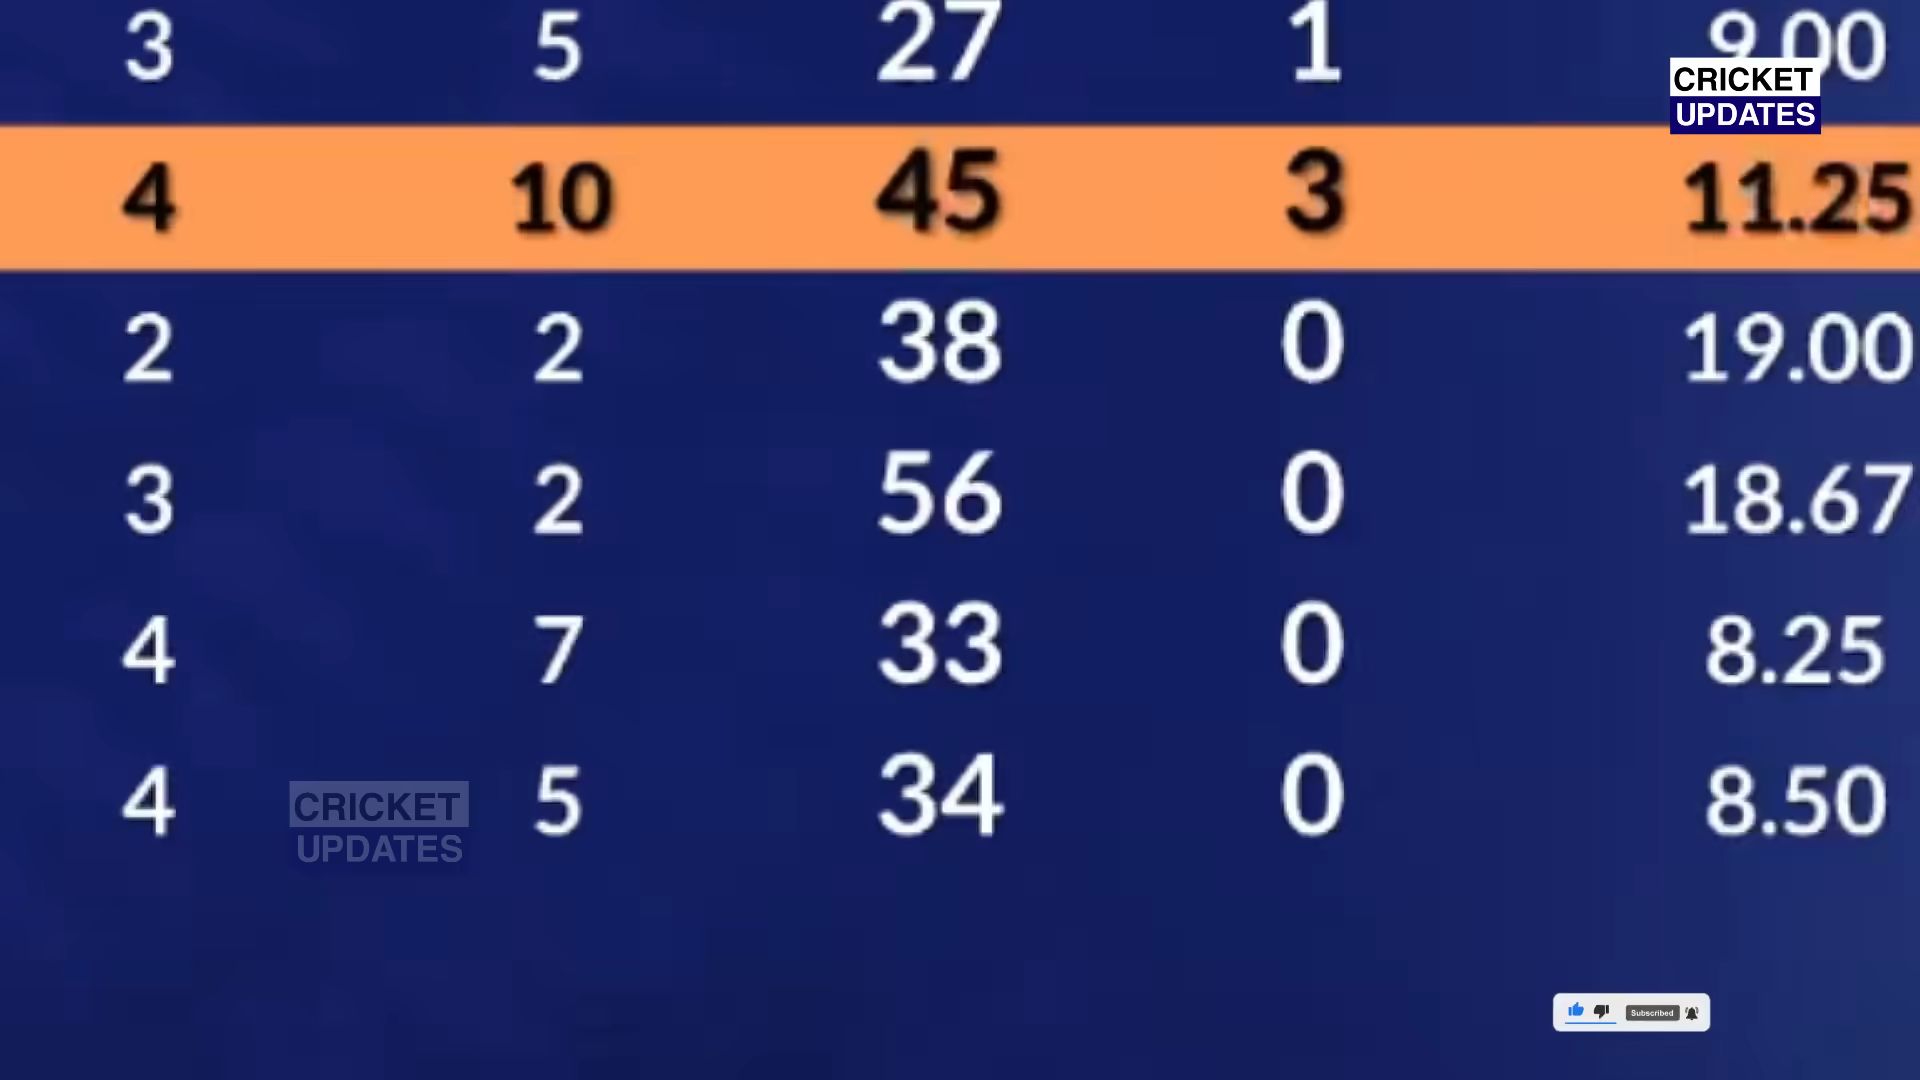 3 5 27 1 9.00
CRICKET
UPDATES
4 10 45 3 11.25
2 2 38 0 19.00
3 2 56 0 18.67
4 7 33 0 8.25
4 5 34 0 8.50
CRICKET
UPDATES
Subscribed